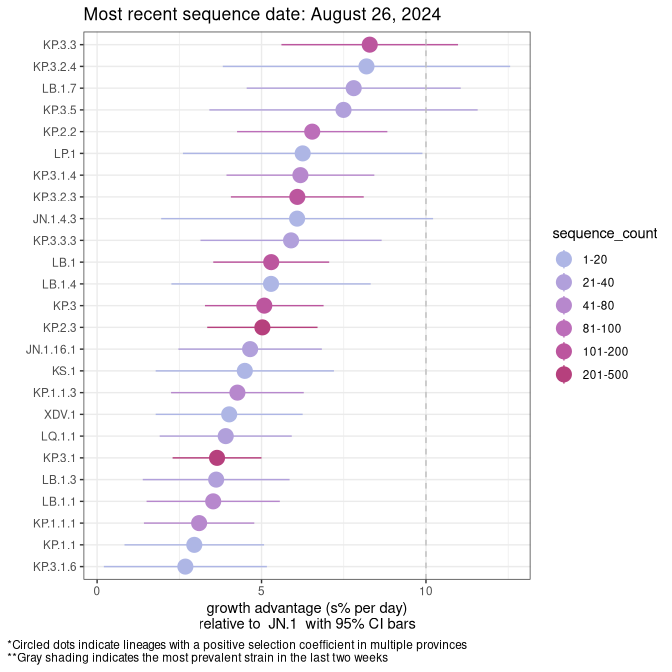 Most recent sequence date: August 26, 2024
KP.3.3
KP.3.2.4
LB.1.7
KP.3.5
KP.2.2
LP.1
KP.3.1.4
KP.3.2.3
JN.1.4.3
KP.3.3.3
LB.1
LB.1.4
KP.3
KP.2.3
JN.1.16.1
KS.1
KP.1.1.3
XDV.1
LQ.1.1
KP.3.1
LB.1.3
LB.1.1
KP.1.1.1
KP.1.1
KP.3.1.6
0 5 10
growth advantage (s% per day)
relative to JN.1 with 95% CI bars
sequence_count
1-20
21-40
41-80
81-100
101-200
201-500
*Circled dots indicate lineages with a positive selection coefficient in multiple provinces
**Gray shading indicates the most prevalent strain in the last two weeks